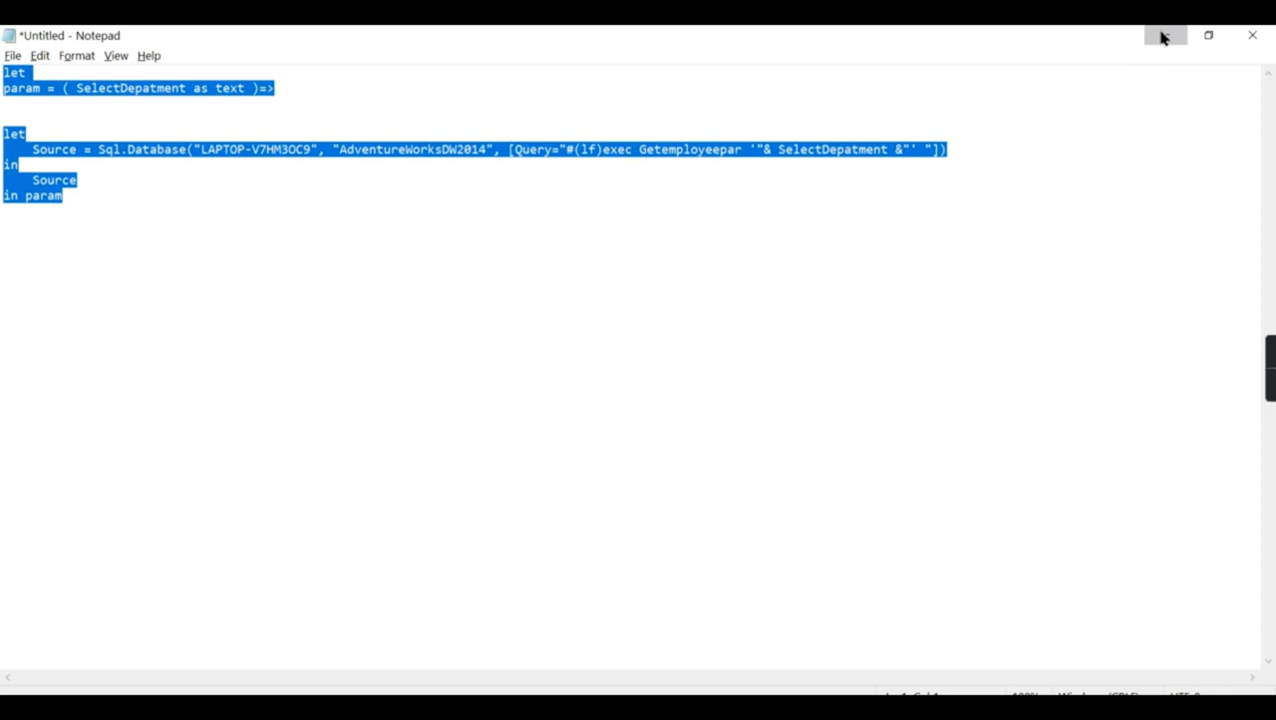 *Untitled - Notepad
File Edit Format View Help
let
param = ( SelectDepatment as text )=>
let
Source = Sql.Database("LAPTOP-V7HM3OC9", "AdventureWorksDW2014", [Query="#(lf)exec Getemployeepar '"& SelectDepatment &"' "])
in
Source
in param